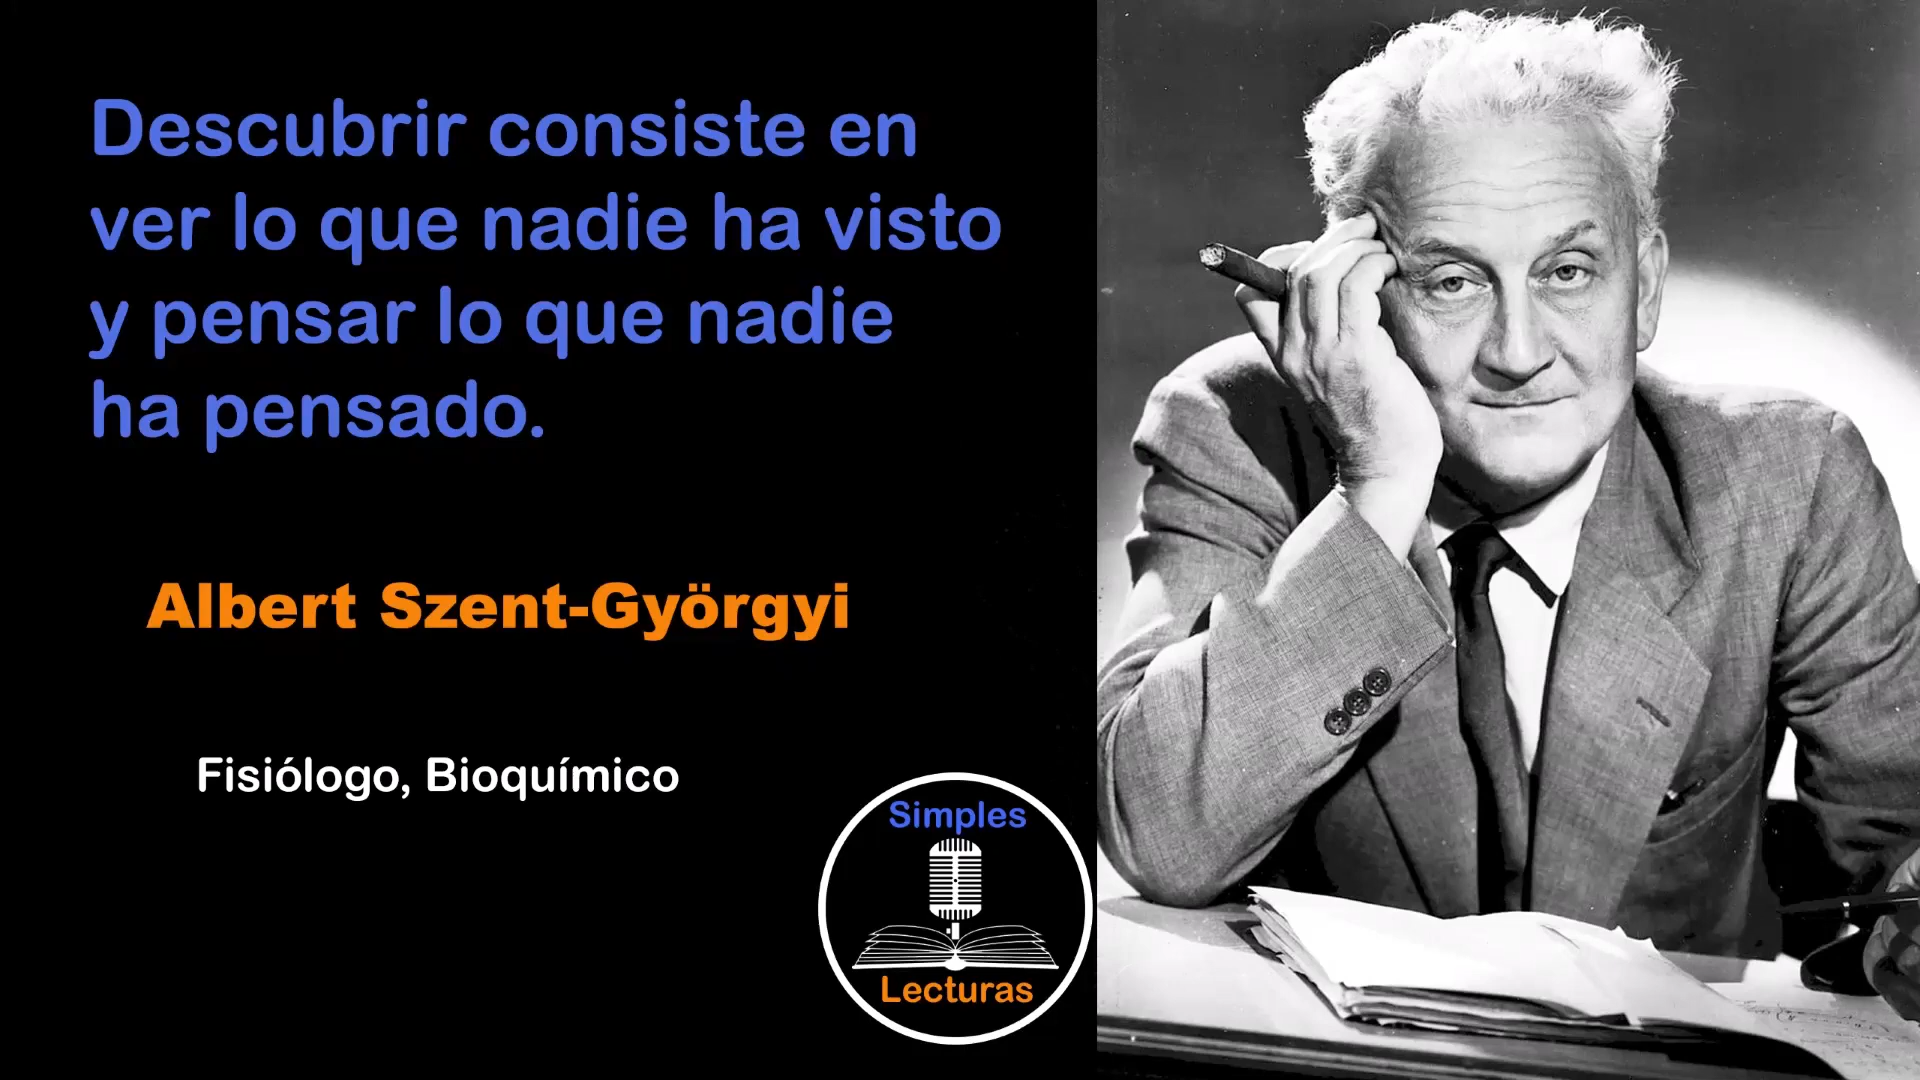 Descubrir consiste en
ver lo que nadie ha visto
y pensar lo que nadie
ha pensado.
Albert Szent-Györgyi
Fisiólogo, Bioquímico
Simples
Lecturas